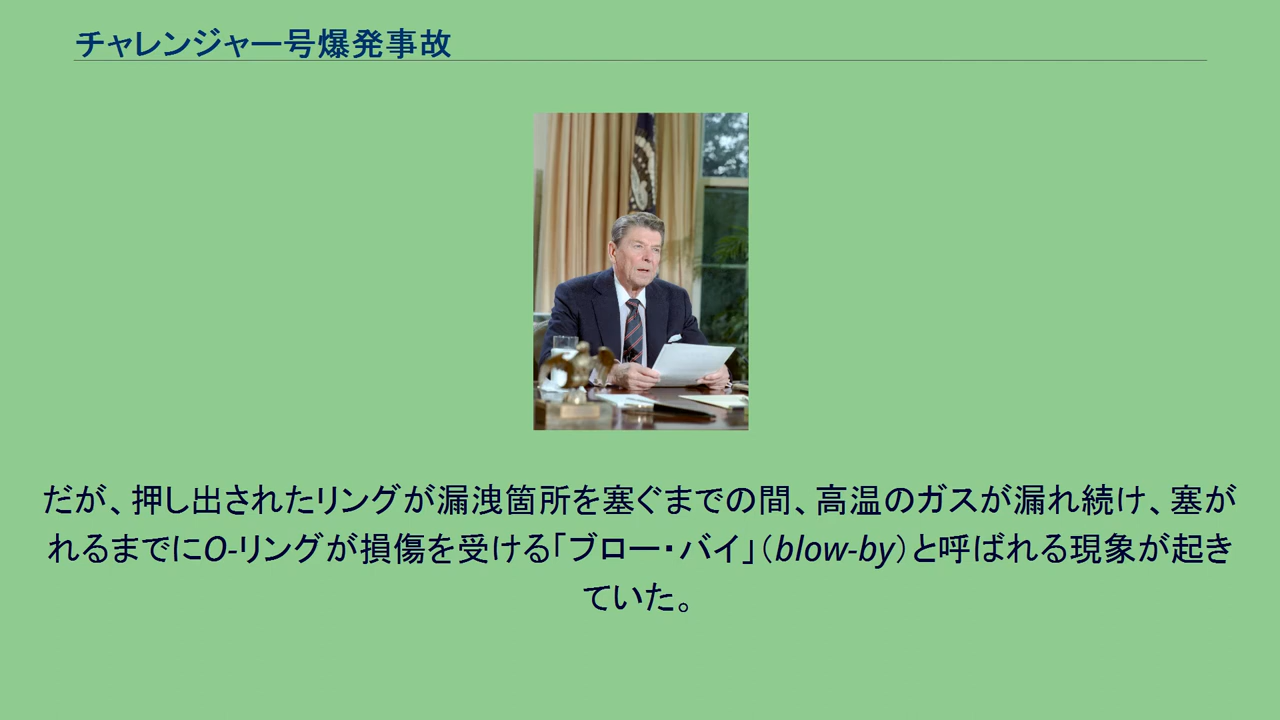 チャレンジャー号爆発事故
だが、押し出されたリングが漏洩箇所を塞ぐまでの間、高温のガスが漏れ続け、塞が
れるまでにO-リングが損傷を受ける「ブロー・バイ」（blow-by）と呼ばれる現象が起き
ていた。